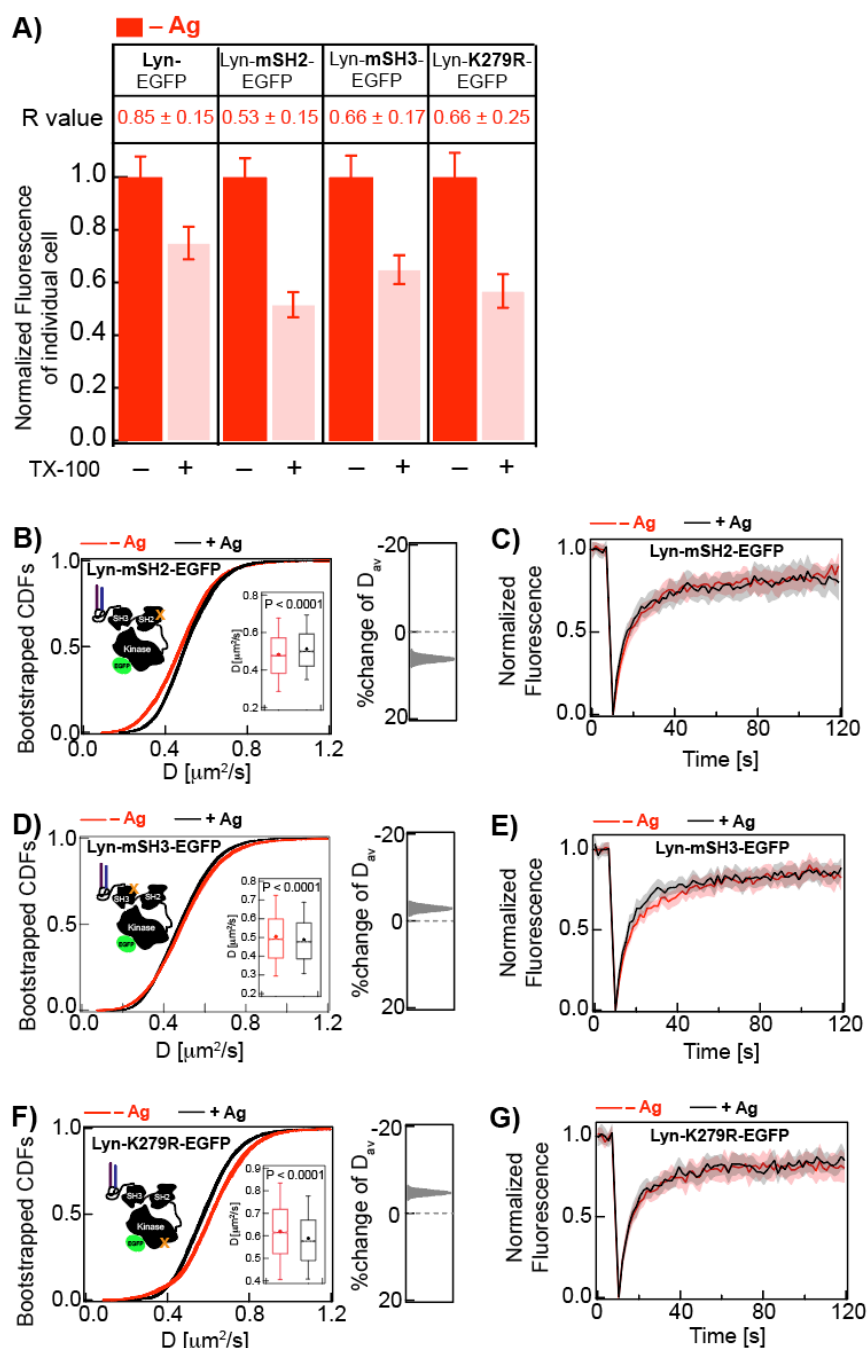 A)
– Ag
Lyn-
EGFP
Lyn-mSH2-
EGFP
Lyn-mSH3-
EGFP
Lyn-K279R-
EGFP
R value
0.85 ± 0.15
0.53 ± 0.15
0.66 ± 0.17
0.66 ± 0.25
Normalized Fluorescence
of individual cell
1.0
0.8
0.6
0.4
0.2
0.0
TX-100
– + – + – + – +
B)
– Ag + Ag
Bootstrapped CDFs
1.0
0.5
0.0
Lyn-mSH2-EGFP
SH3
SH2
X
Kinase
EGFP
P < 0.0001
D [μm²/s]
0.8
0.6
0.4
0.2
0.0 0.4 0.8 1.2
D [μm²/s]
%change of Dav
-20
0
20
C)
– Ag + Ag
Lyn-mSH2-EGFP
Normalized
Fluorescence
1.0
0.5
0.0
0 40 80 120
Time [s]
D)
– Ag + Ag
Bootstrapped CDFs
1.0
0.5
0.0
Lyn-mSH3-EGFP
X
SH3
SH2
Kinase
EGFP
P < 0.0001
D [μm²/s]
0.8
0.7
0.6
0.5
0.4
0.3
0.2
0.0 0.4 0.8 1.2
D [μm²/s]
%change of Dav
-20
0
20
E)
– Ag + Ag
Lyn-mSH3-EGFP
Normalized
Fluorescence
1.0
0.5
0.0
0 40 80 120
Time [s]
F)
– Ag + Ag
Bootstrapped CDFs
1.0
0.5
0.0
Lyn-K279R-EGFP
SH3
SH2
Kinase
X
EGFP
P < 0.0001
D [μm²/s]
0.9
0.8
0.7
0.6
0.5
0.4
0.0 0.4 0.8 1.2
D [μm²/s]
%change of Dav
-20
0
20
G)
– Ag + Ag
Lyn-K279R-EGFP
Normalized
Fluorescence
1.0
0.5
0.0
0 40 80 120
Time [s]